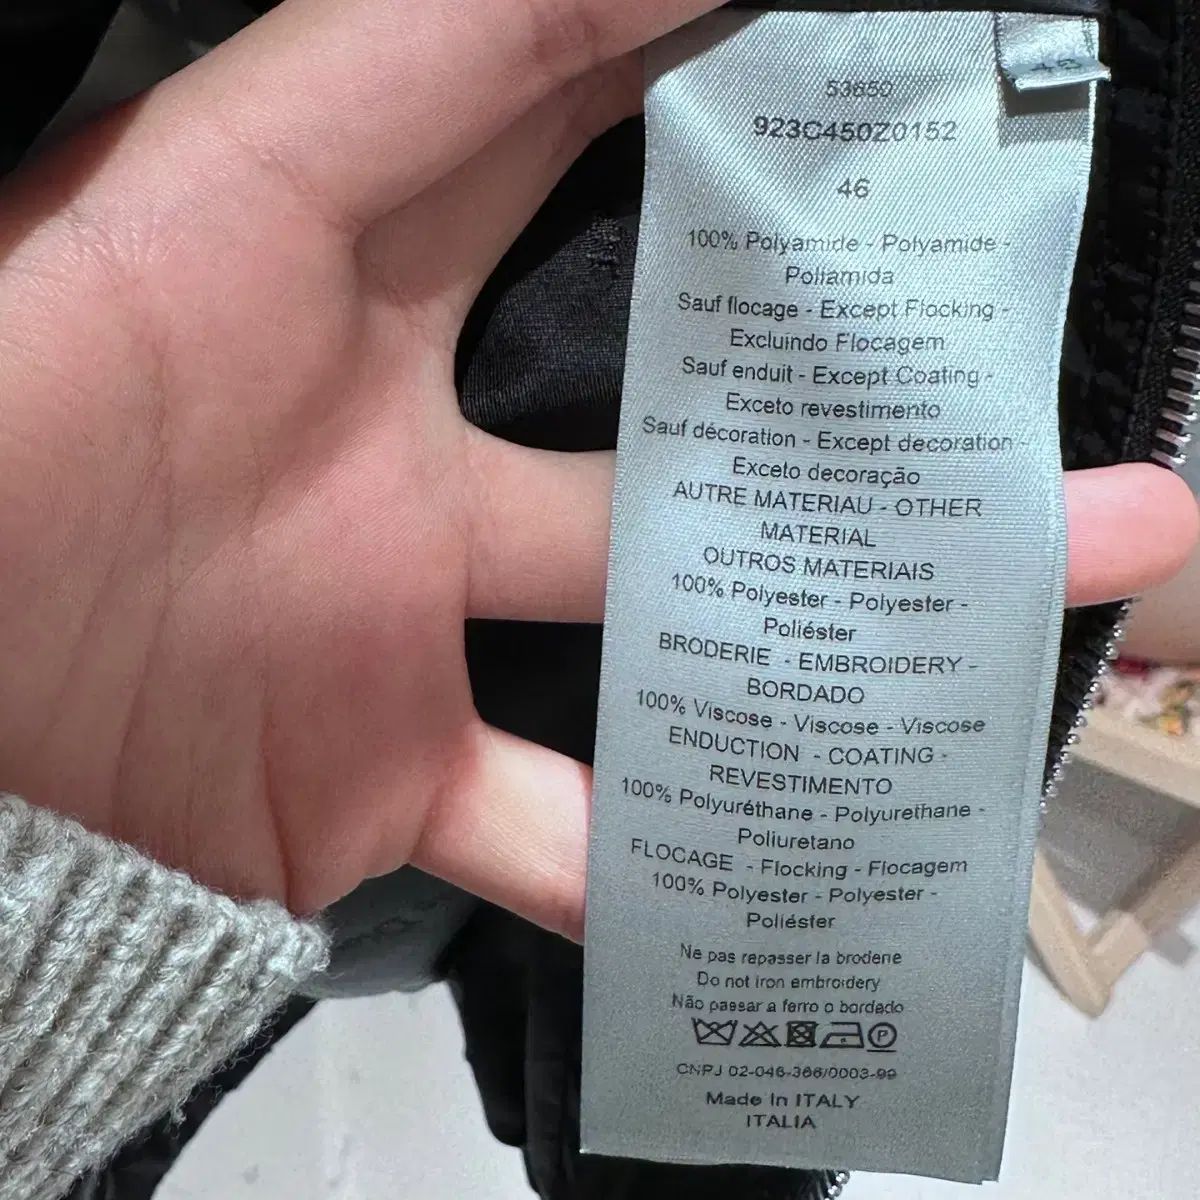 53650
923C450Z0152
46
100% Polyamide - Polyamide -
Poliamida
Sauf flocage - Except Flocking -
Excluindo Flocagem
Sauf enduit - Except Coating -
Exceto revestimento
Sauf décoration - Except decoration -
Exceto decoração
AUTRE MATERIAU - OTHER
MATERIAL
OUTROS MATERIAIS
100% Polyester - Polyester -
Poliéster
BRODERIE - EMBROIDERY -
BORDADO
100% Viscose - Viscose - Viscose
ENDUCTION - COATING -
REVESTIMENTO
100% Polyuréthane - Polyurethane -
Poliuretano
FLOCAGE - Flocking - Flocagem
100% Polyester - Polyester -
Poliéster
Ne pas repasser la broderie
Do not iron embroidery
Não passar a ferro o bordado
P
CNPJ 02-046-366/0003-99
Made In ITALY
ITALIA